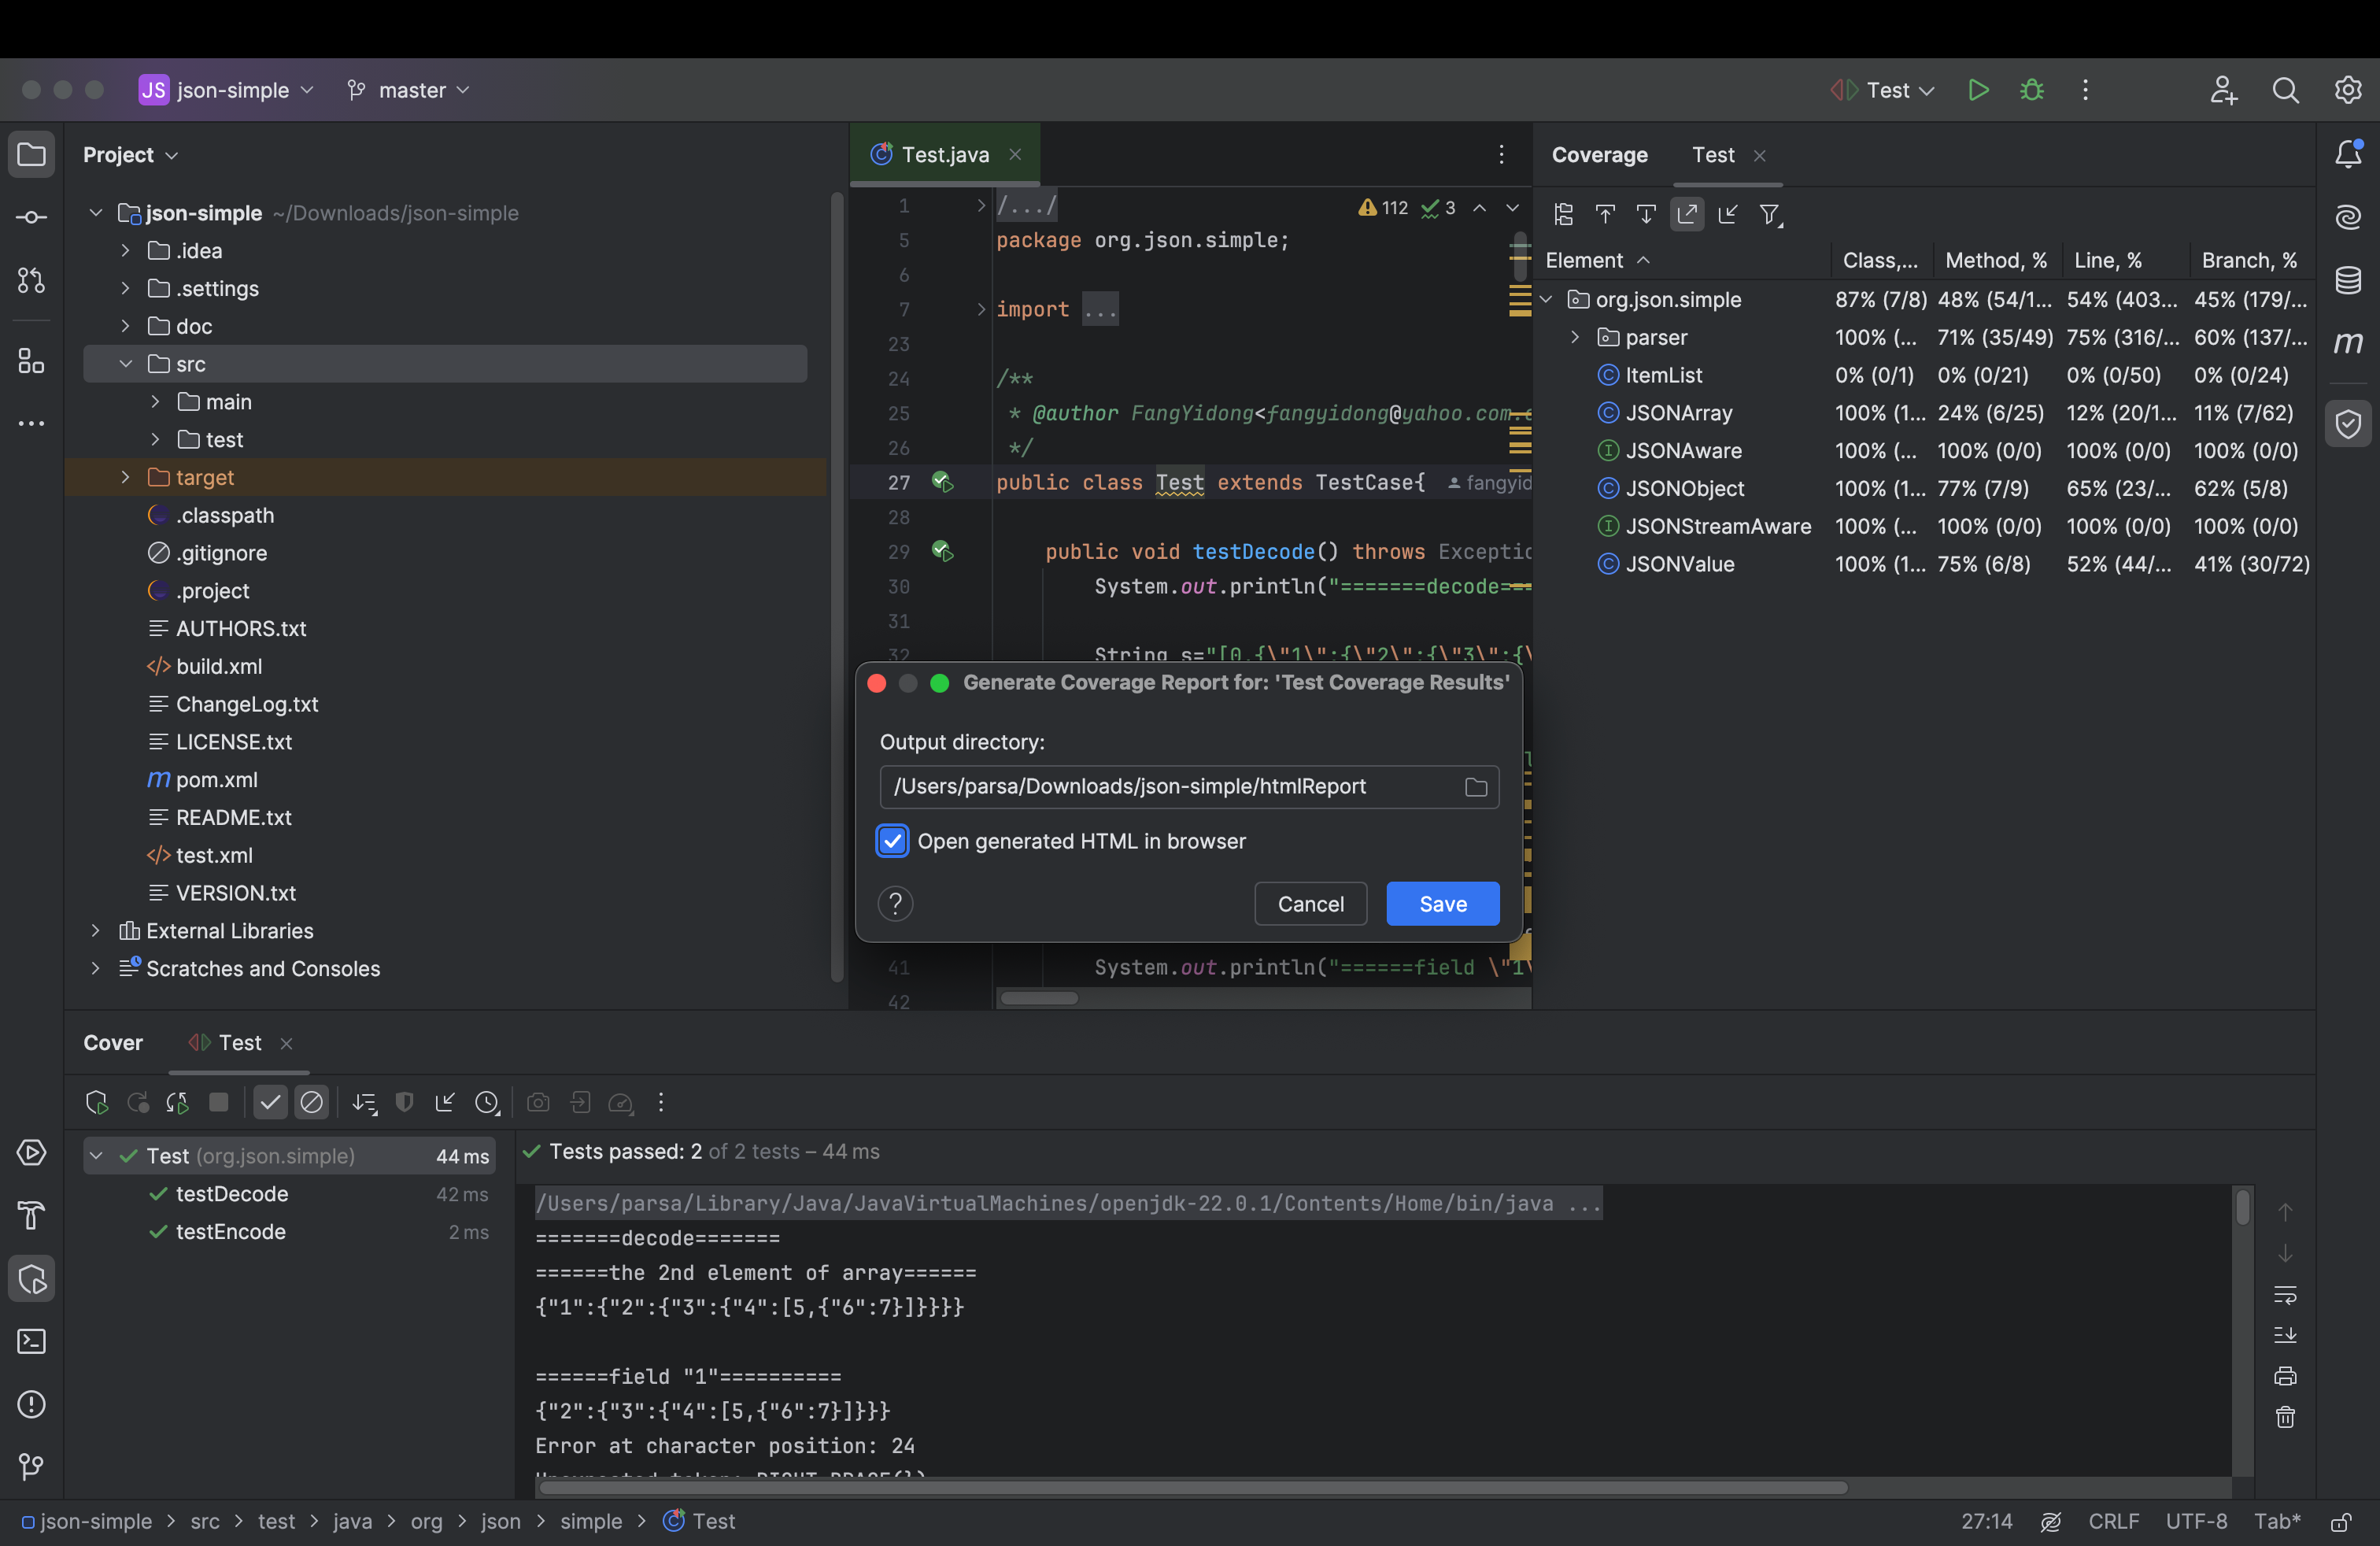 JS json-simple master Test
Project
json-simple ~/Downloads/json-simple
.idea
.settings
doc
src
main
test
target
.classpath
.gitignore
.project
AUTHORS.txt
build.xml
ChangeLog.txt
LICENSE.txt
m pom.xml
README.txt
test.xml
VERSION.txt
External Libraries
Scratches and Consoles
Test.java
112 3
1 /.../
5 package org.json.simple;
6
7 import ...
23
24 /**
25 * @author FangYidong<fangyidong@yahoo.com.
26 */
27 public class Test extends TestCase{ fangyid
28
29 public void testDecode() throws Exceptio
30 System.out.println("=======decode===
31
32 String s="[0,{\"1\":{\"2\":{\"3\":{\
41 System.out.println("======field \"1\
42
Generate Coverage Report for: 'Test Coverage Results'
Output directory:
/Users/parsa/Downloads/json-simple/htmlReport
Open generated HTML in browser
? Cancel Save
Coverage Test
Element Class,... Method, % Line, % Branch, %
org.json.simple 87% (7/8) 48% (54/1... 54% (403... 45% (179/...
parser 100% (... 71% (35/49) 75% (316/... 60% (137/...
ItemList 0% (0/1) 0% (0/21) 0% (0/50) 0% (0/24)
JSONArray 100% (1... 24% (6/25) 12% (20/1... 11% (7/62)
JSONAware 100% (... 100% (0/0) 100% (0/0) 100% (0/0)
JSONObject 100% (1... 77% (7/9) 65% (23/... 62% (5/8)
JSONStreamAware 100% (... 100% (0/0) 100% (0/0) 100% (0/0)
JSONValue 100% (1... 75% (6/8) 52% (44/... 41% (30/72)
m
Cover Test
Test (org.json.simple) 44 ms
testDecode 42 ms
testEncode 2 ms
Tests passed: 2 of 2 tests – 44 ms
/Users/parsa/Library/Java/JavaVirtualMachines/openjdk-22.0.1/Contents/Home/bin/java ...
=======decode=======
======the 2nd element of array======
{"1":{"2":{"3":{"4":[5,{"6":7}]}}}}
======field "1"==========
{"2":{"3":{"4":[5,{"6":7}]}}}
Error at character position: 24
json-simple > src > test > java > org > json > simple > Test
27:14 CRLF UTF-8 Tab*